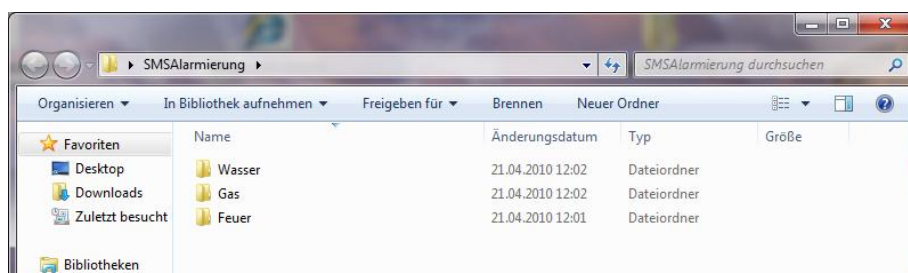 SMSAlarmierung
SMSAlarmierung durchsuchen
Organisieren In Bibliothek aufnehmen Freigeben für Brennen Neuer Ordner
Favoriten Name Änderungsdatum Typ Größe
Desktop Wasser 21.04.2010 12:02 Dateiordner
Downloads Gas 21.04.2010 12:02 Dateiordner
Zuletzt besucht Feuer 21.04.2010 12:01 Dateiordner
Bibliotheken